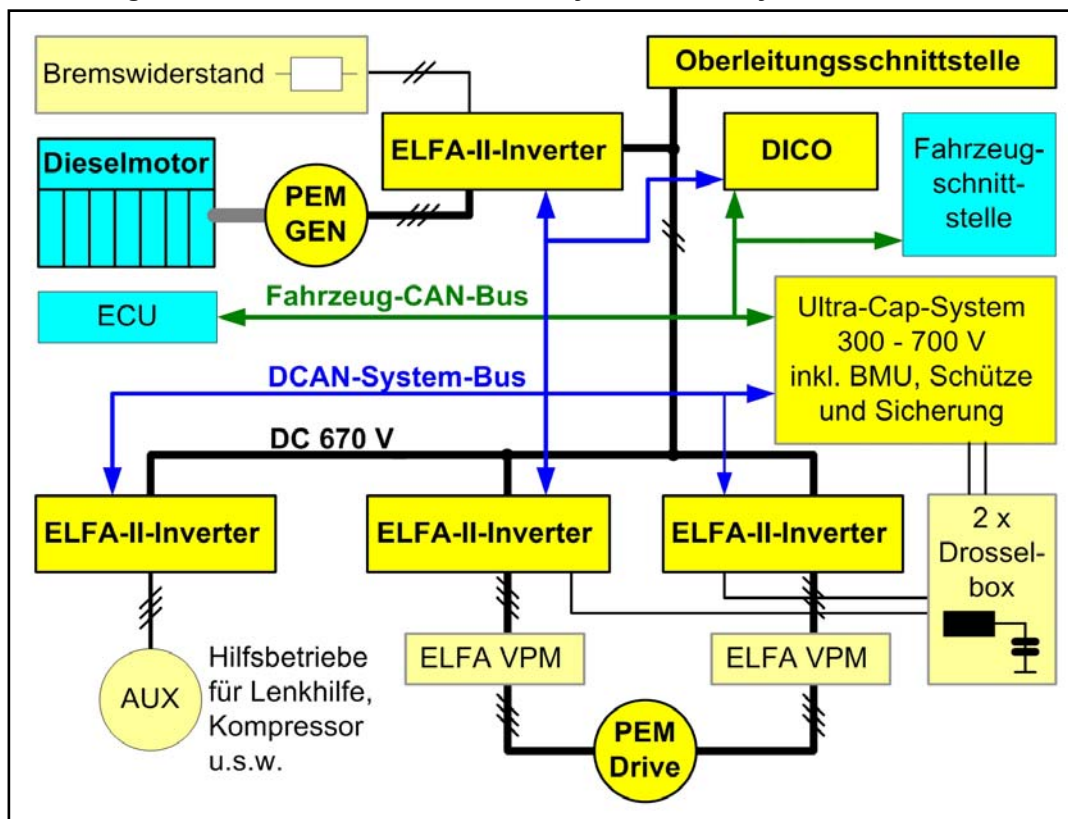 Bremswiderstand
Oberleitungsschnittstelle
ELFA-II-Inverter
DICO
Fahrzeug-
schnitt-
stelle
Dieselmotor
PEM
GEN
Fahrzeug-CAN-Bus
ECU
Ultra-Cap-System
300 - 700 V
inkl. BMU, Schütze
und Sicherung
DCAN-System-Bus
DC 670 V
ELFA-II-Inverter
ELFA-II-Inverter
ELFA-II-Inverter
2 x
Drossel-
box
ELFA VPM
ELFA VPM
AUX
Hilfsbetriebe
für Lenkhilfe,
Kompressor
u.s.w.
PEM
Drive